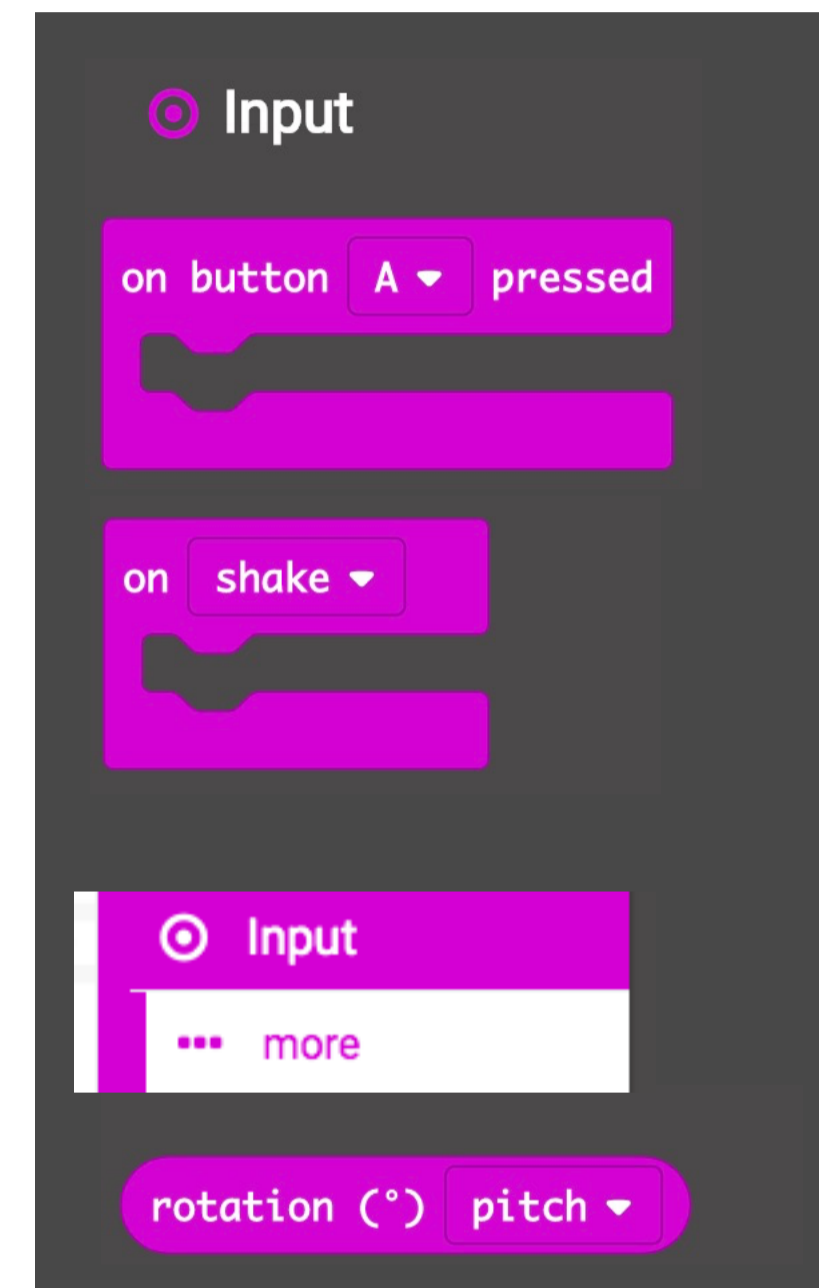 Input
on button A pressed
on shake
Input
more
rotation (°) pitch